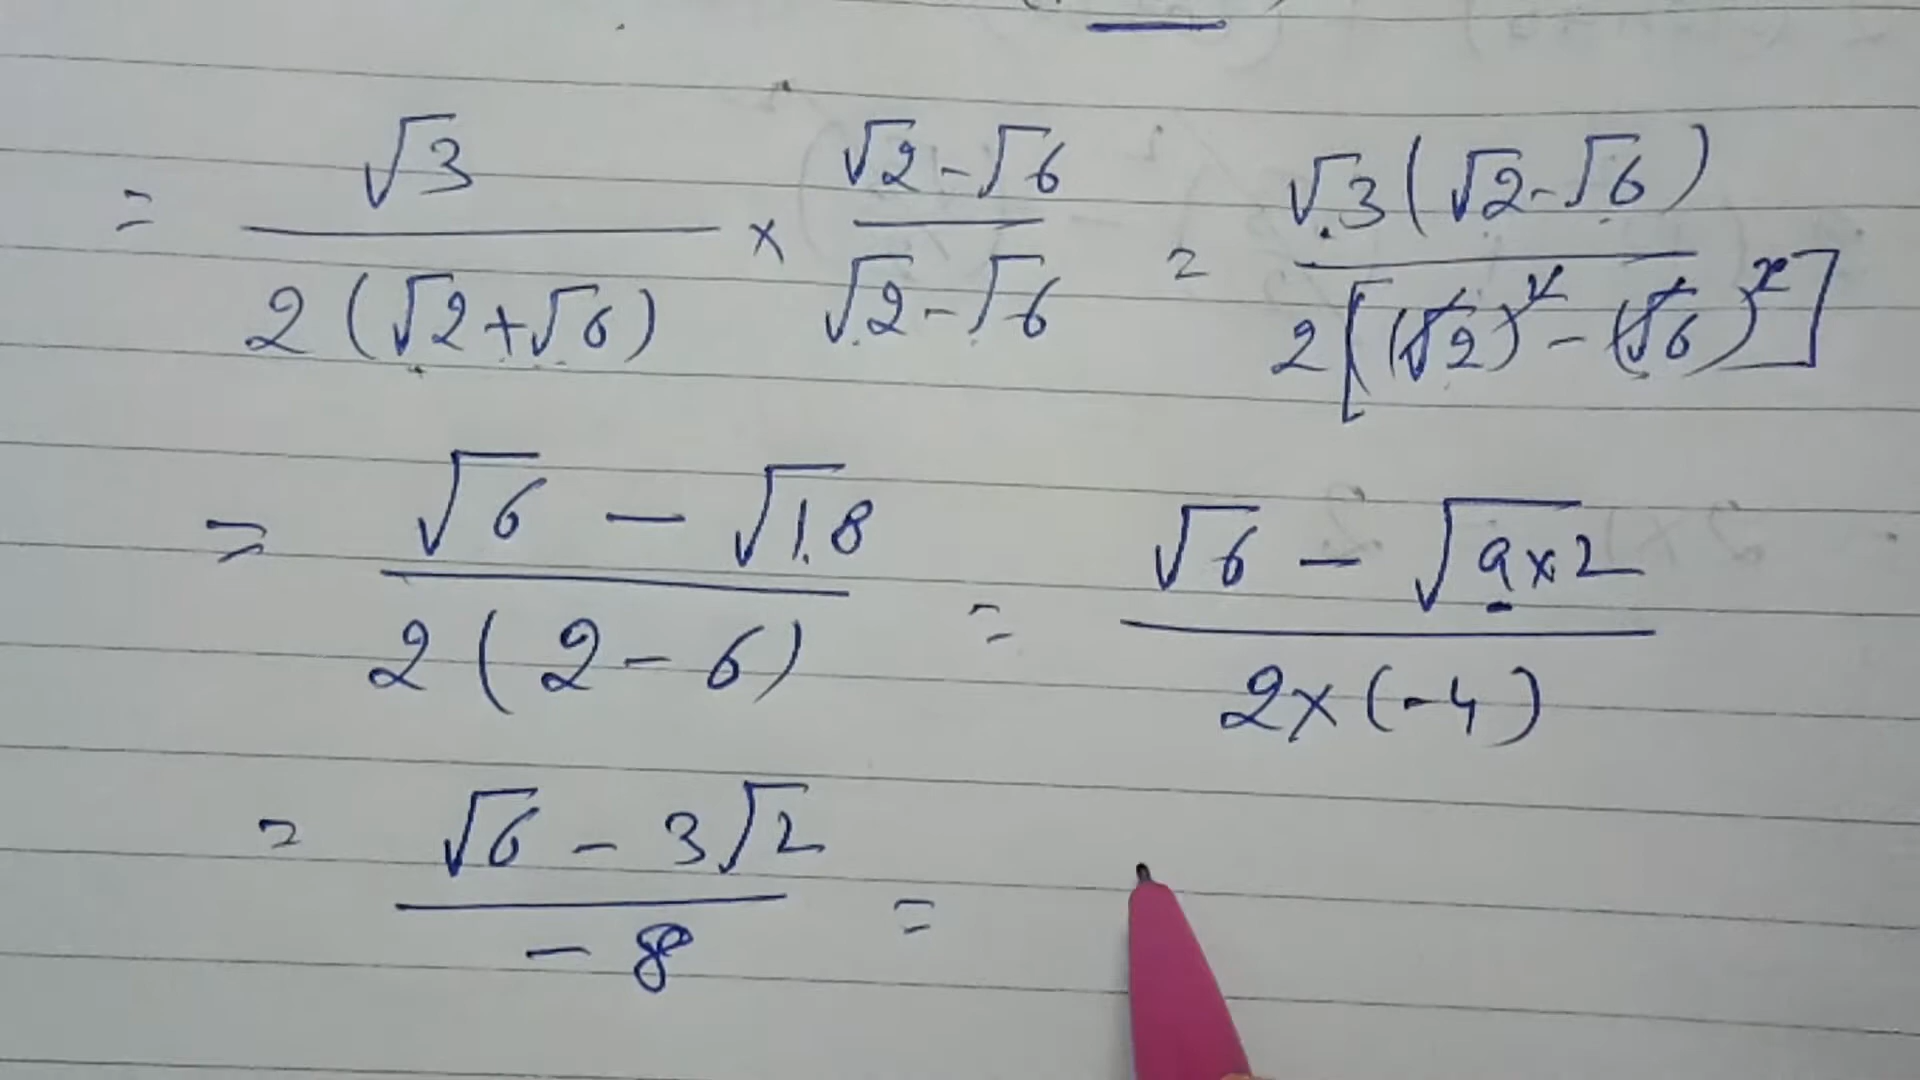 = √3 / 2(√2+√6) × √2-√6 / √2-√6 = √3(√2-√6) / 2[(√2)² - (√6)²]
= √6 - √18 / 2(2-6) = √6 - √9×2 / 2×(-4)
= √6 - 3√2 / -8 =